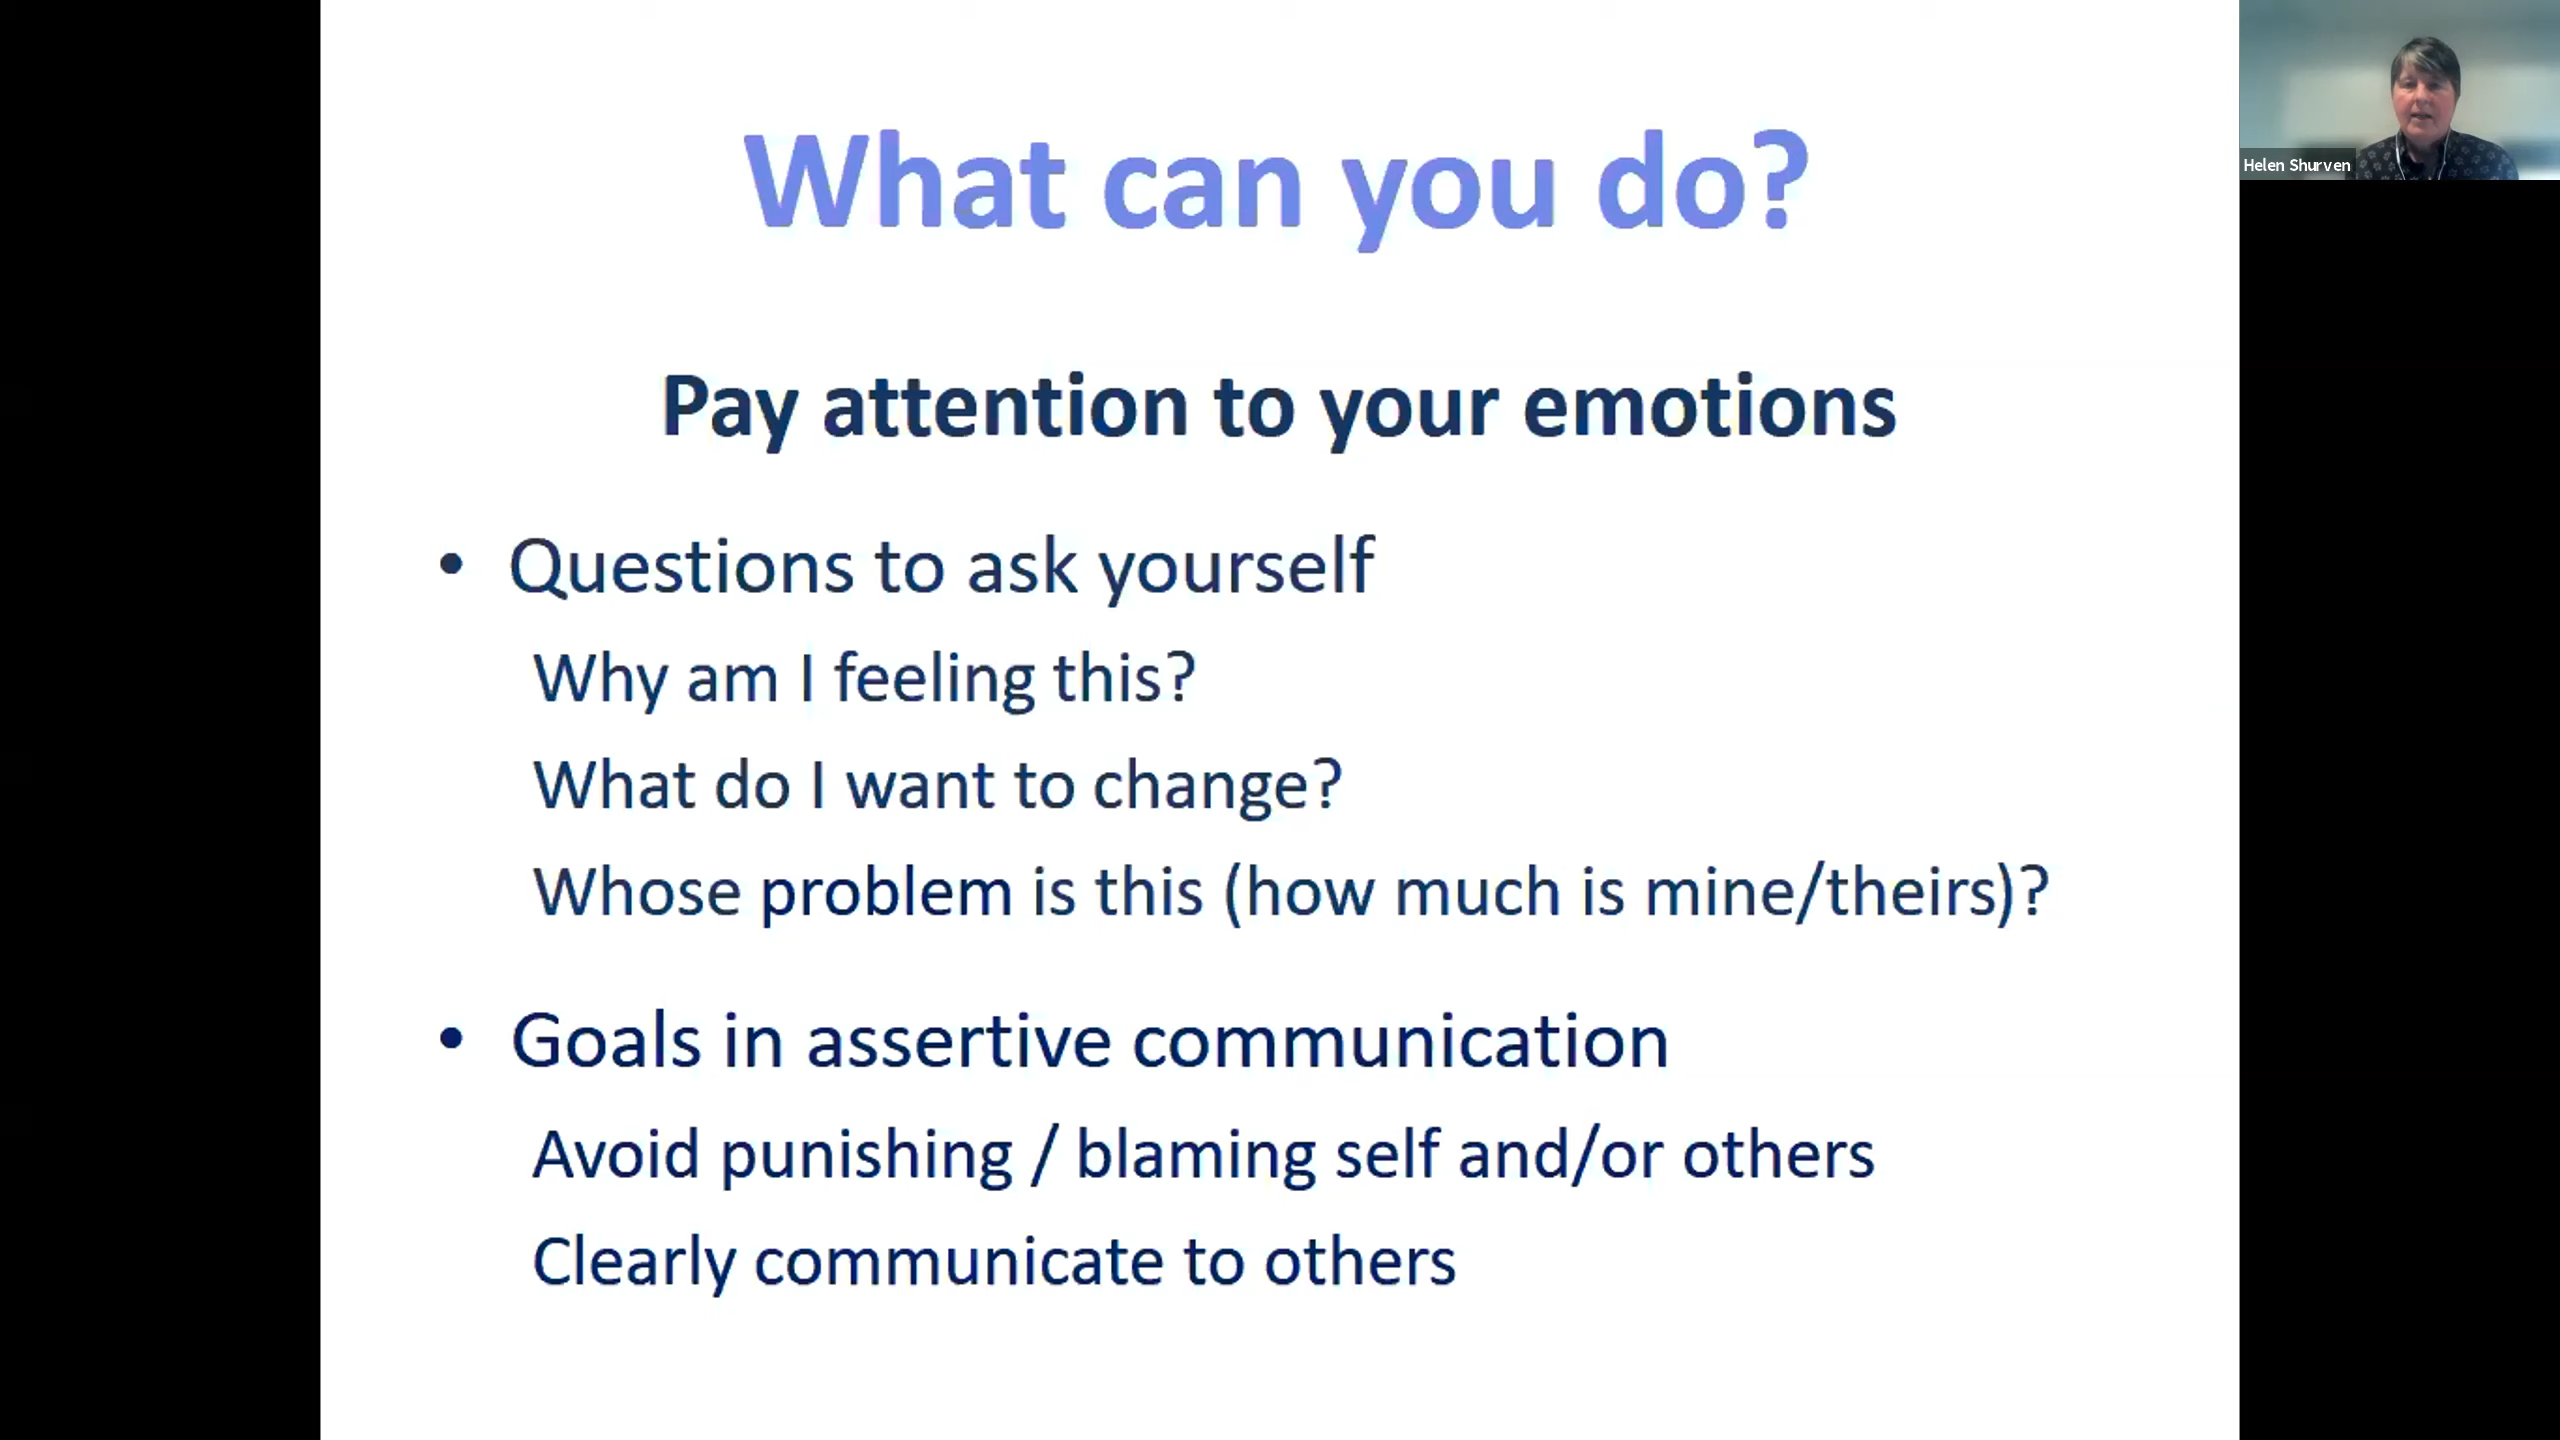 What can you do?
Pay attention to your emotions
• Questions to ask yourself
Why am I feeling this?
What do I want to change?
Whose problem is this (how much is mine/theirs)?
• Goals in assertive communication
Avoid punishing / blaming self and/or others
Clearly communicate to others
Helen Shurven